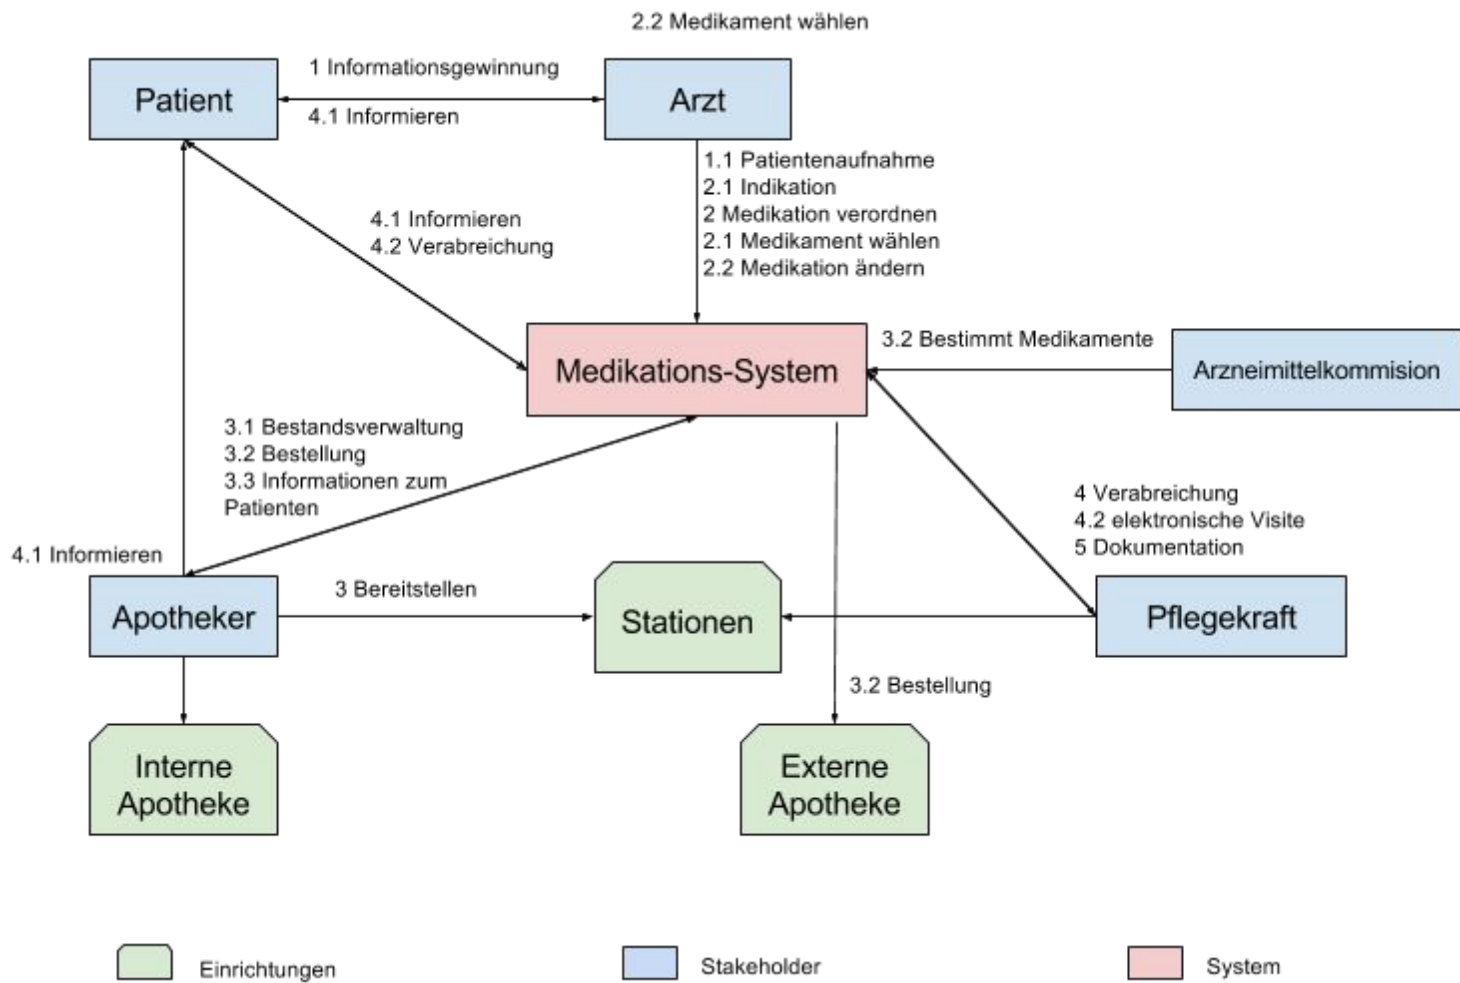 2.2 Medikament wählen
1 Informationsgewinnung
Patient
Arzt
4.1 Informieren
1.1 Patientenaufnahme
2.1 Indikation
2 Medikation verordnen
2.1 Medikament wählen
2.2 Medikation ändern
4.1 Informieren
4.2 Verabreichung
3.2 Bestimmt Medikamente
Medikations-System
Arzneimittelkommision
3.1 Bestandsverwaltung
3.2 Bestellung
3.3 Informationen zum
Patienten
4 Verabreichung
4.2 elektronische Visite
5 Dokumentation
4.1 Informieren
3 Bereitstellen
Apotheker
Stationen
Pflegekraft
3.2 Bestellung
Interne
Apotheke
Externe
Apotheke
Einrichtungen
Stakeholder
System